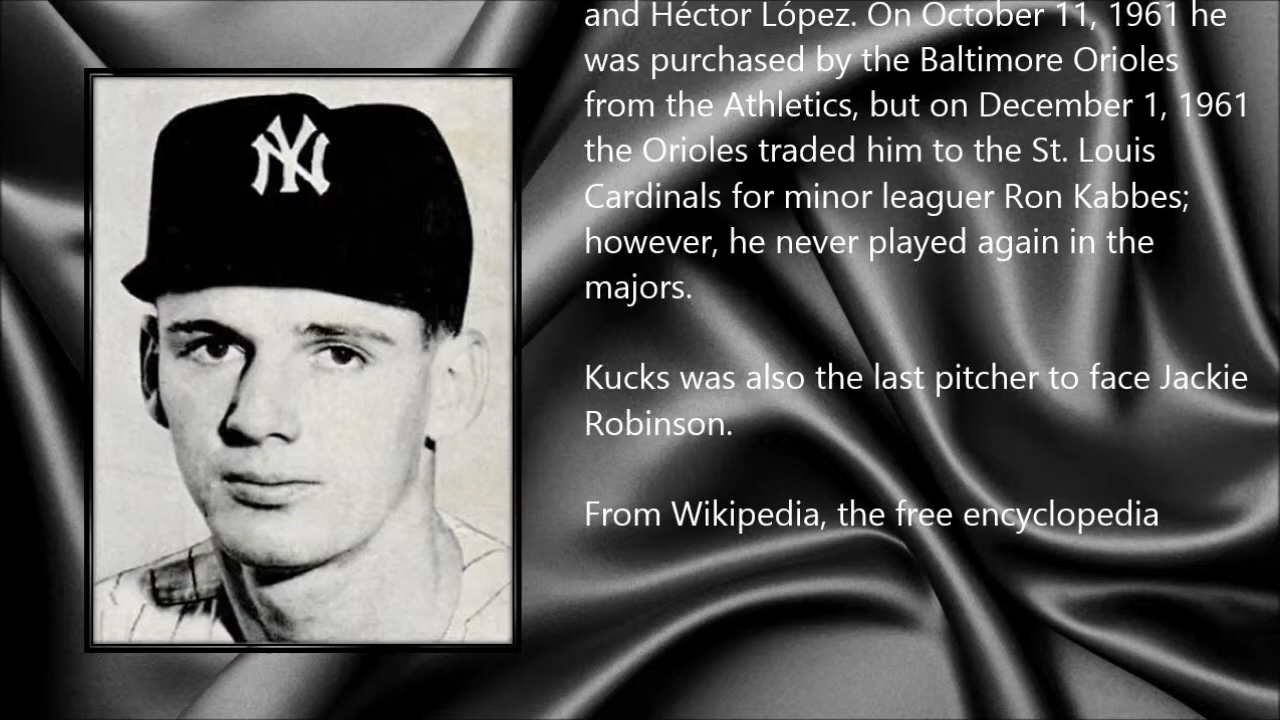 and Héctor López. On October 11, 1961 he
was purchased by the Baltimore Orioles
from the Athletics, but on December 1, 1961
the Orioles traded him to the St. Louis
Cardinals for minor leaguer Ron Kabbes;
however, he never played again in the
majors.
Kucks was also the last pitcher to face Jackie
Robinson.
From Wikipedia, the free encyclopedia
NY